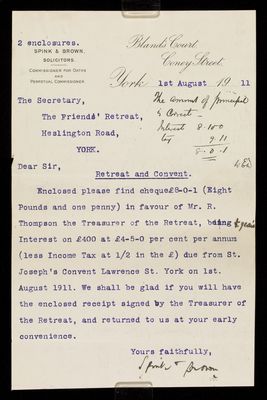 2 enclosures.
SPINK & BROWN.
SOLICITORS.
COMMISSIONER FOR OATHS
AND
PERPETUAL COMMISSIONER.
Blands Court
Coney Street.
York 1st August 1911
The Secretary,
The Friends' Retreat,
Heslington Road,
YORK.
The amount of principal
is Correct -
Interest 8.10.0
tax 9.11
8.0.1
Dear Sir,
Retreat and Convent.
Enclosed please find cheque£8-0-1 (Eight
Pounds and one penny) in favour of Mr. R.
Thompson the Treasurer of the Retreat, being ½ years
Interest on £400 at £4-5-0 per cent per annum
(less Income Tax at 1/2 in the £) due from St.
Joseph's Convent Lawrence St. York on 1st.
August 1911. We shall be glad if you will have
the enclosed receipt signed by the Treasurer of
the Retreat, and returned to us at your early
convenience.
Yours faithfully,
Spink & Brown